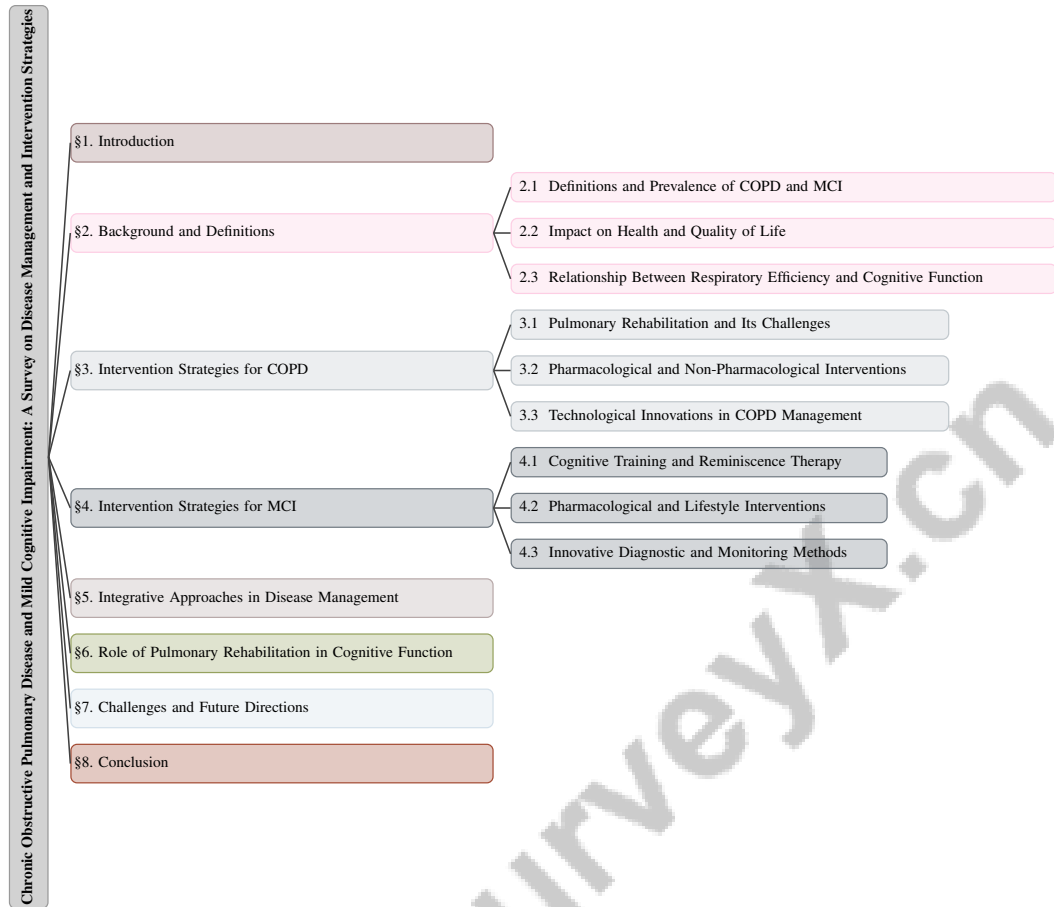 Chronic Obstructive Pulmonary Disease and Mild Cognitive Impairment: A Survey on Disease Management and Intervention Strategies
§1. Introduction
§2. Background and Definitions
2.1 Definitions and Prevalence of COPD and MCI
2.2 Impact on Health and Quality of Life
2.3 Relationship Between Respiratory Efficiency and Cognitive Function
§3. Intervention Strategies for COPD
3.1 Pulmonary Rehabilitation and Its Challenges
3.2 Pharmacological and Non-Pharmacological Interventions
3.3 Technological Innovations in COPD Management
§4. Intervention Strategies for MCI
4.1 Cognitive Training and Reminiscence Therapy
4.2 Pharmacological and Lifestyle Interventions
4.3 Innovative Diagnostic and Monitoring Methods
§5. Integrative Approaches in Disease Management
§6. Role of Pulmonary Rehabilitation in Cognitive Function
§7. Challenges and Future Directions
§8. Conclusion
urveyx.cn